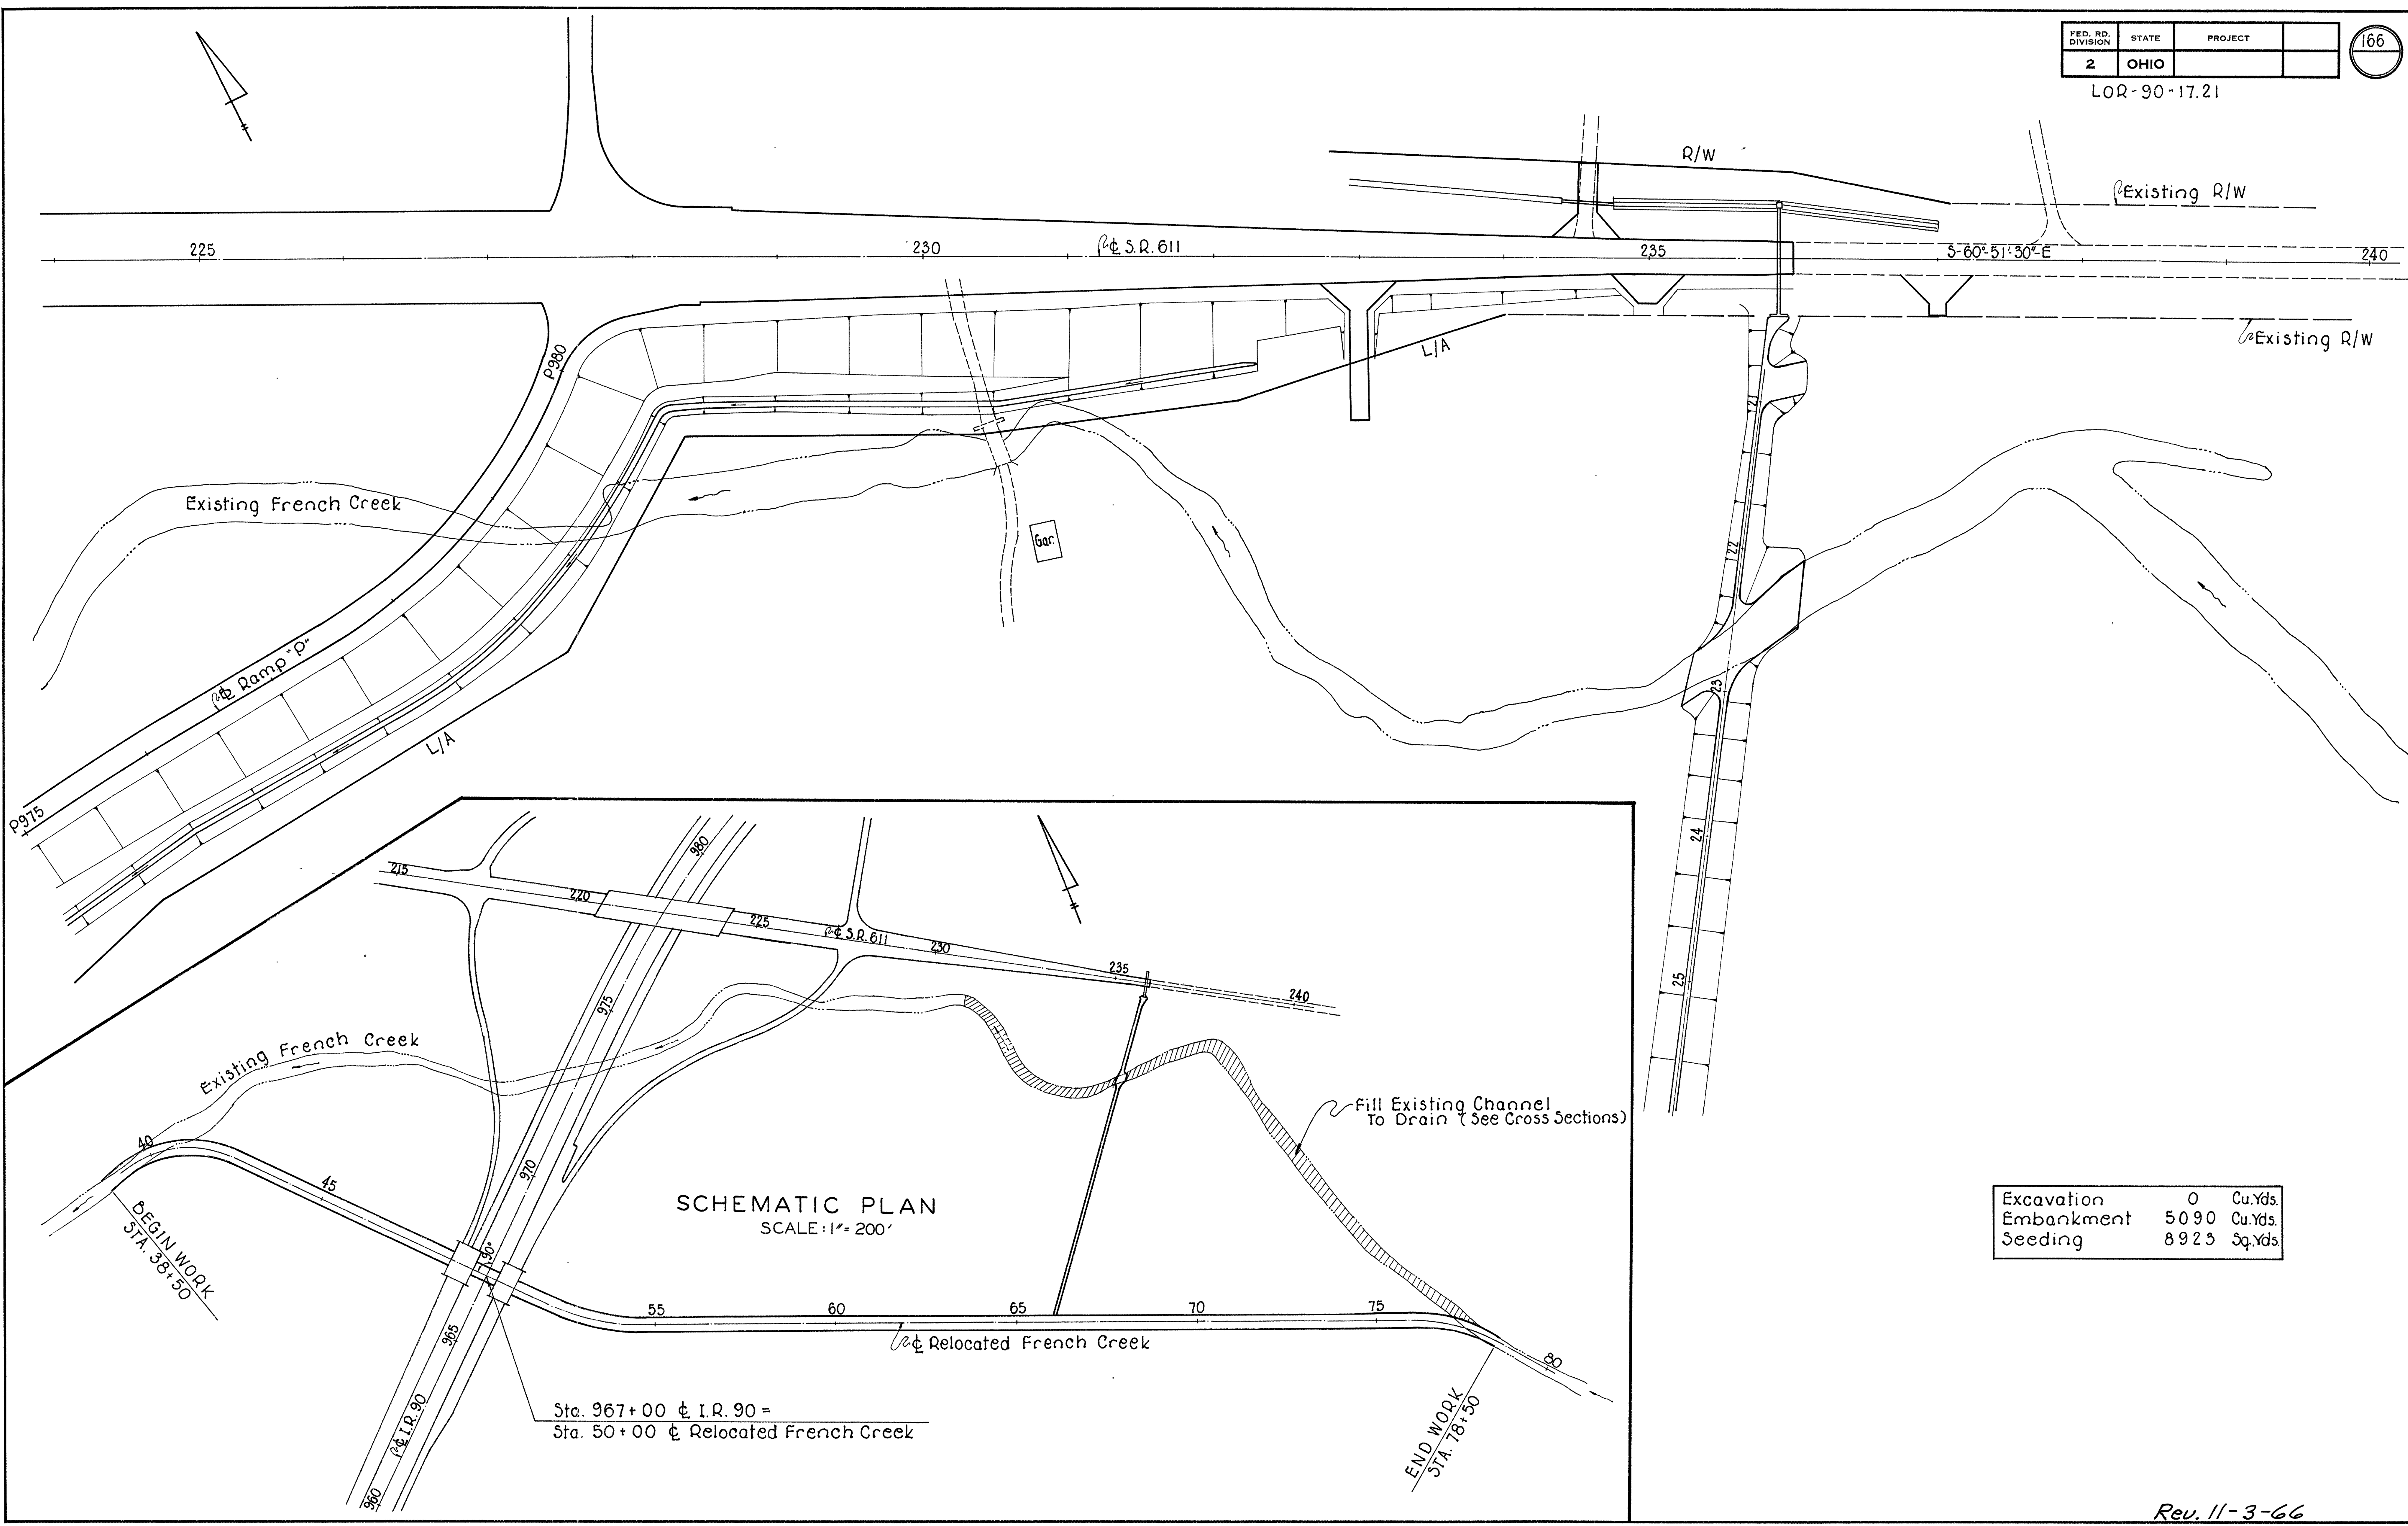 FED. RD. DIVISION STATE PROJECT
2 OHIO
166
LOR-90-17.21
R/W
Existing R/W
225
230
℄ S.R. 611
235
S-60°-51'-30"-E
240
Existing R/W
P980
L/A
21
Existing French Creek
Gar.
22
℄ Ramp "P"
23
L/A
P975
24
25
980
215
220
225
℄ S.R. 611
230
235
240
975
Existing French Creek
Fill Existing Channel
To Drain (See Cross Sections)
40
45
970
SCHEMATIC PLAN
SCALE: 1" = 200'
BEGIN WORK
STA. 38+50
90°
55
60
65
70
75
80
965
℄ Relocated French Creek
END WORK
STA. 78+50
Sta. 967+00 ℄ I.R. 90 =
Sta. 50+00 ℄ Relocated French Creek
℄ I.R. 90
960
Excavation 0 Cu.Yds.
Embankment 5090 Cu.Yds.
Seeding 8923 Sq.Yds.
Rev. 11-3-66